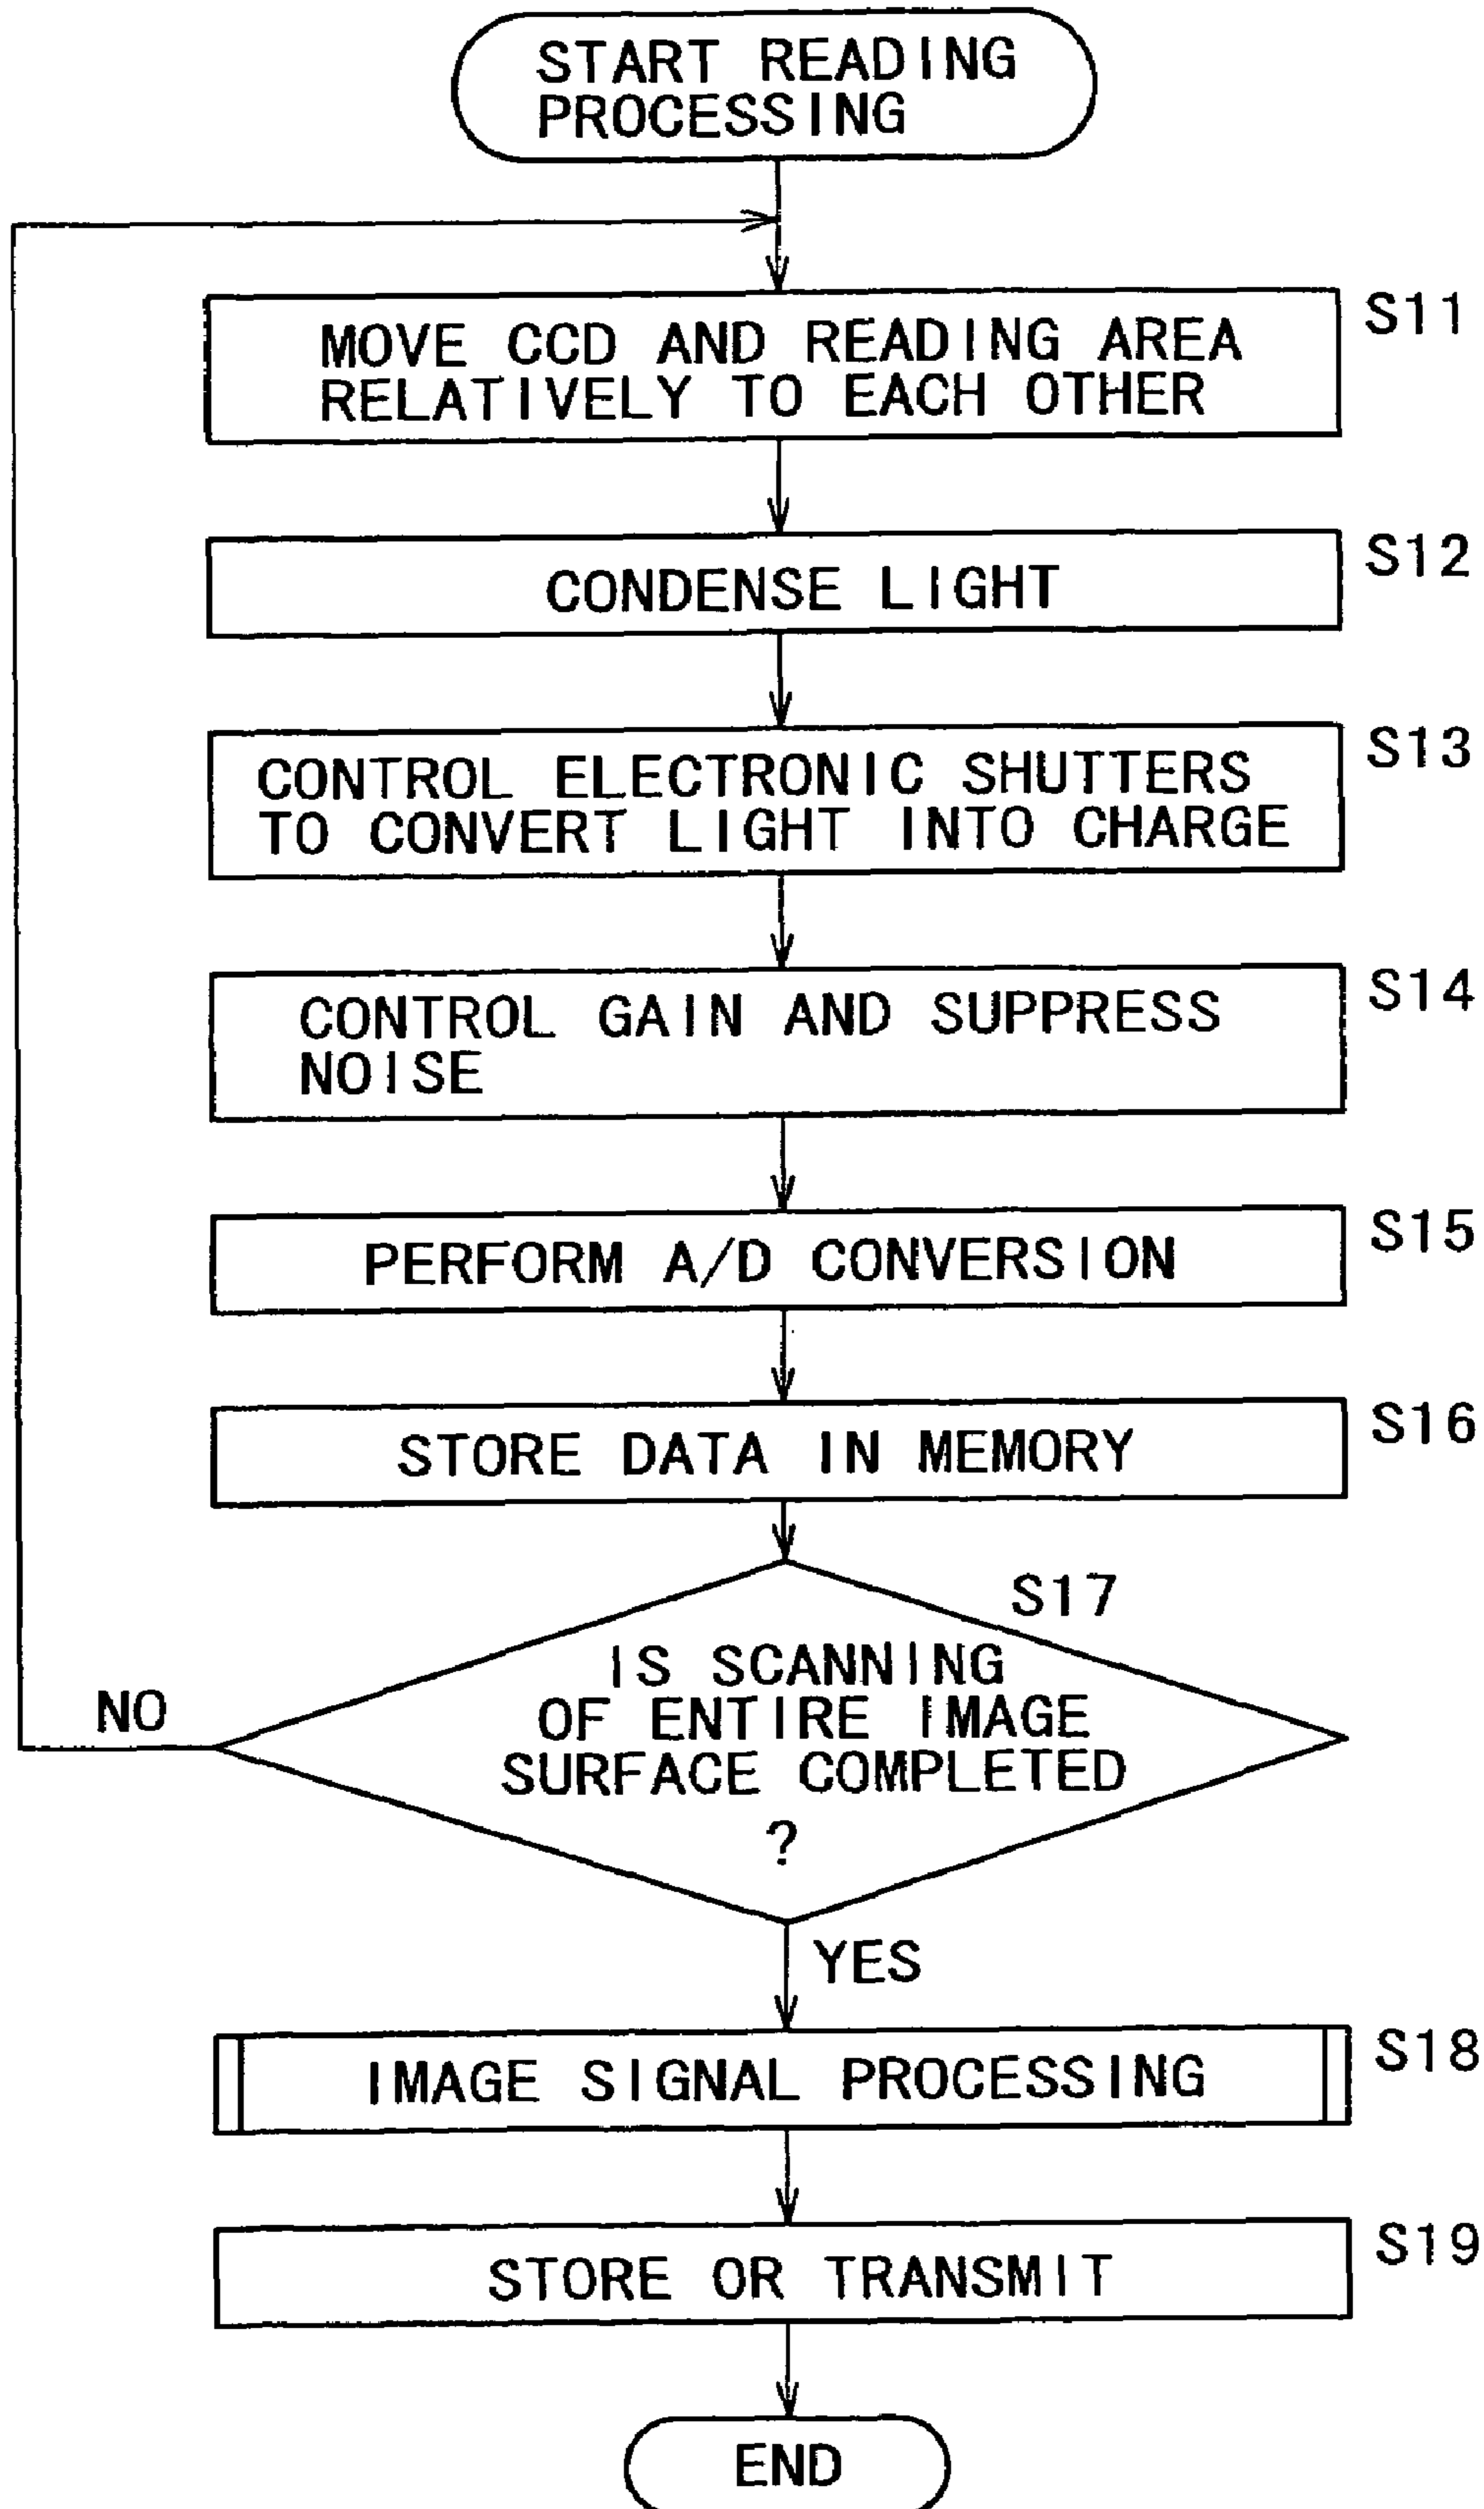 START READING
PROCESSING
S11
MOVE CCD AND READING AREA
RELATIVELY TO EACH OTHER
S12
CONDENSE LIGHT
S13
CONTROL ELECTRONIC SHUTTERS
TO CONVERT LIGHT INTO CHARGE
S14
CONTROL GAIN AND SUPPRESS
NOISE
S15
PERFORM A/D CONVERSION
S16
STORE DATA IN MEMORY
S17
IS SCANNING
OF ENTIRE IMAGE
SURFACE COMPLETED
?
NO
YES
S18
IMAGE SIGNAL PROCESSING
S19
STORE OR TRANSMIT
END